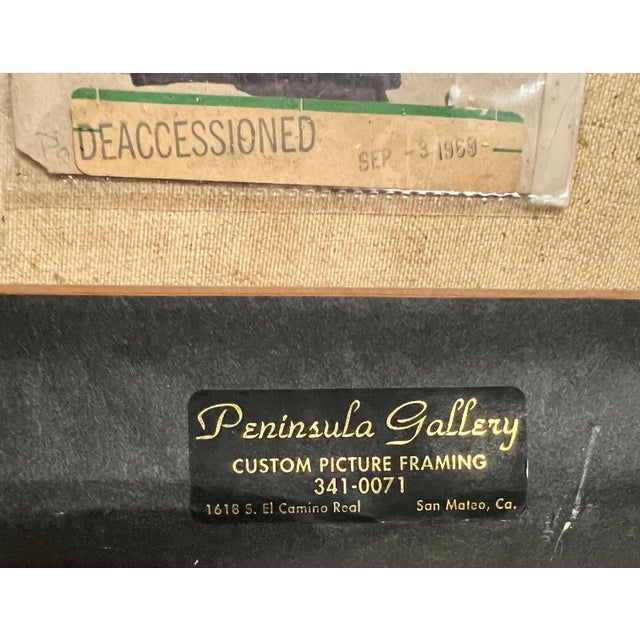 DEACCESSIONED
SEP -3 1969-
Peninsula Gallery
CUSTOM PICTURE FRAMING
341-0071
1618 S. El Camino Real San Mateo, Ca.